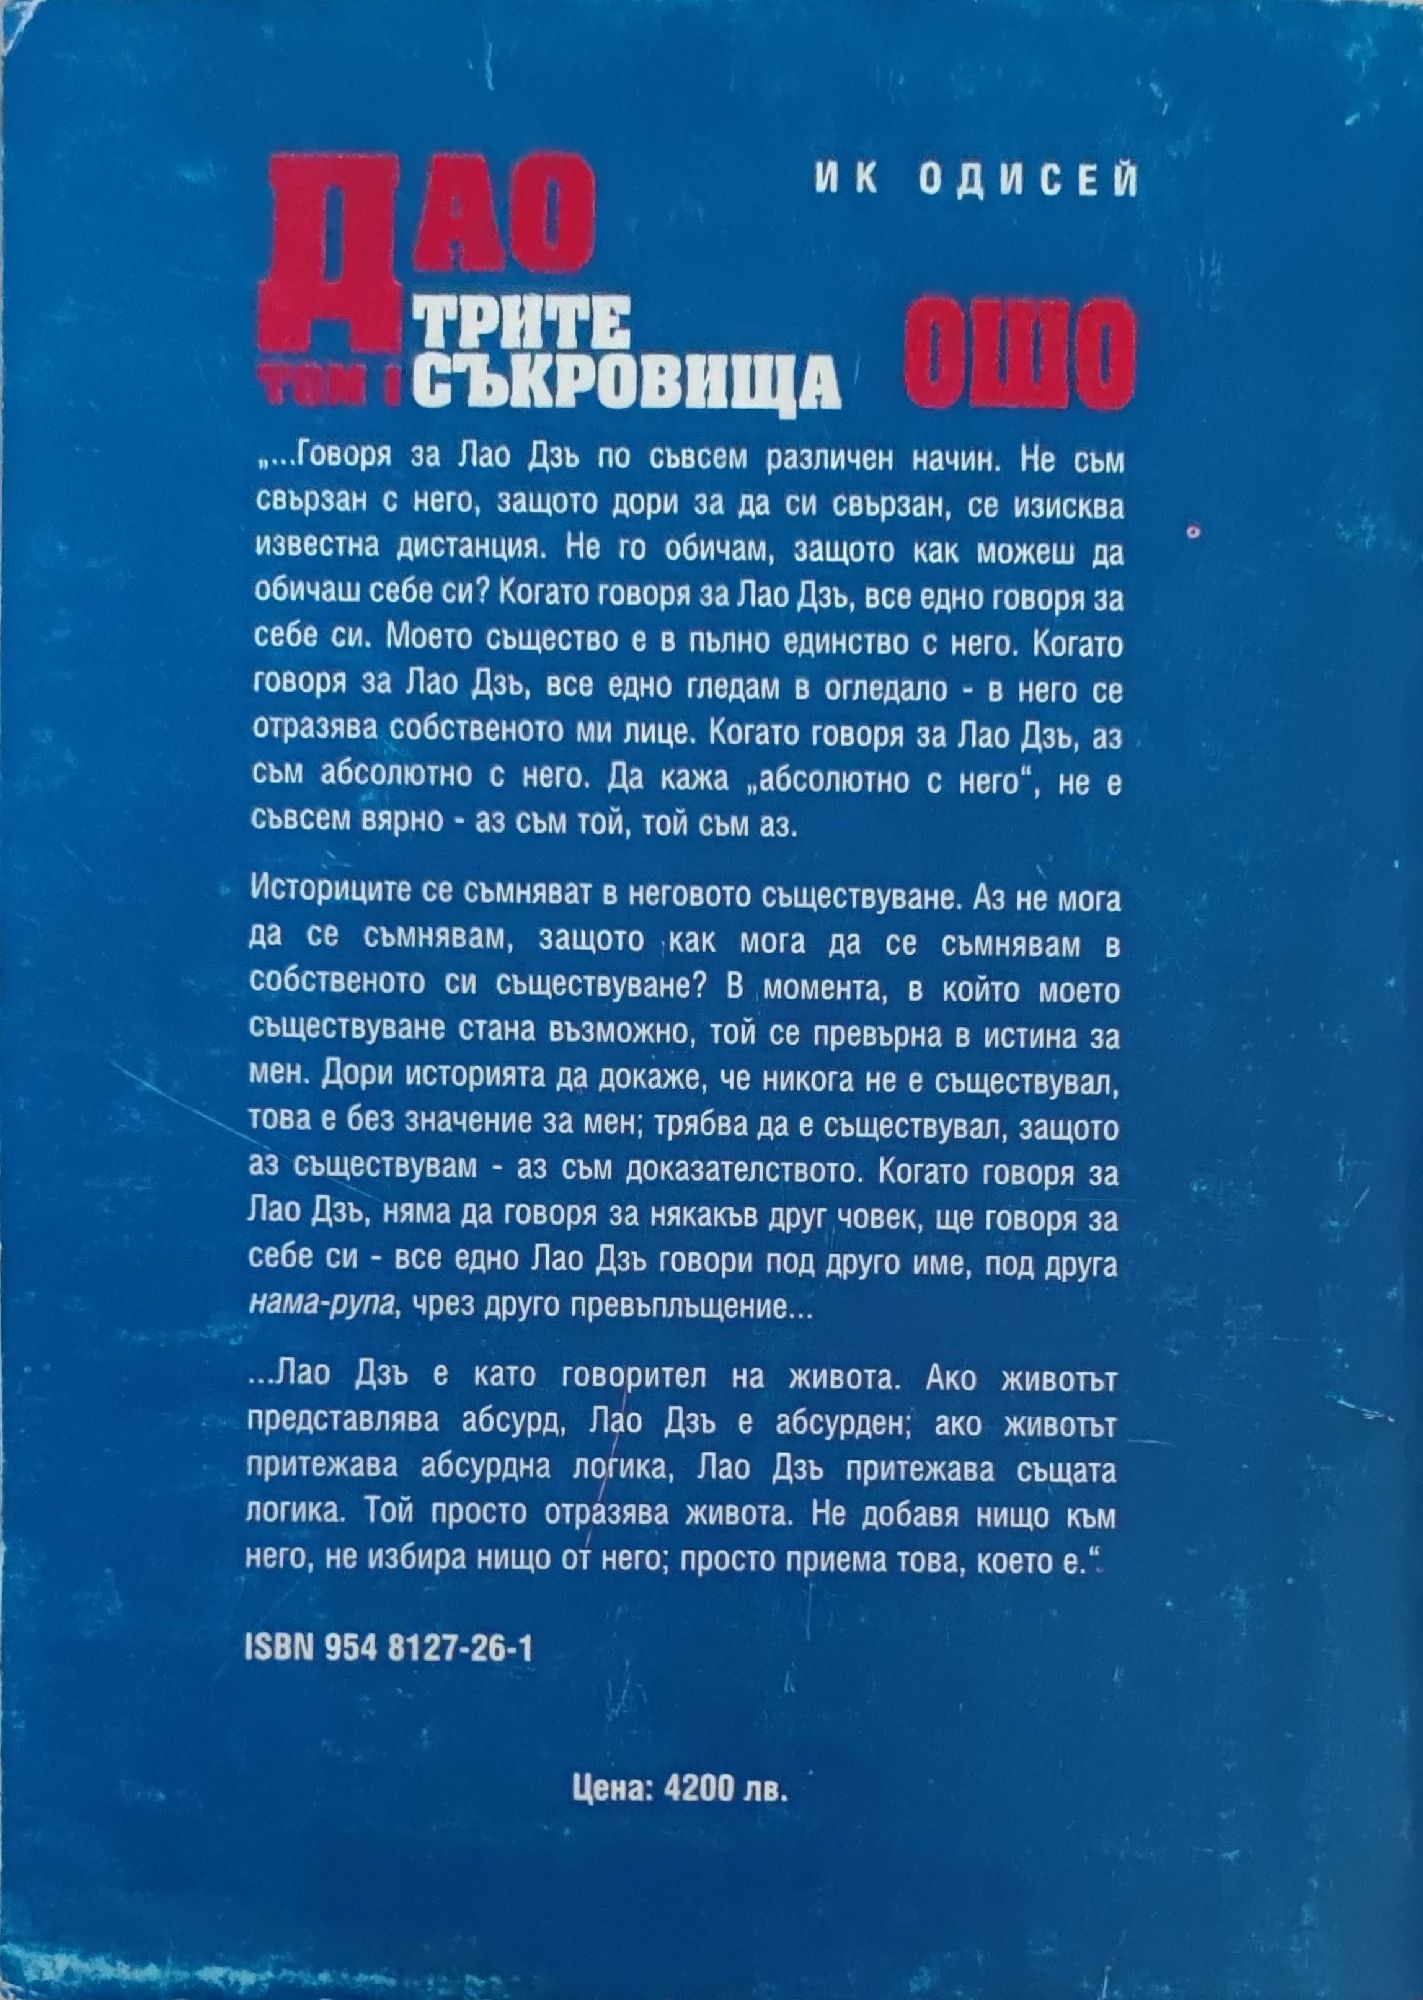 ИК ОДИСЕЙ
ДАО
ТРИТЕ
ТОМ I СЪКРОВИЩА
ОШО
„...Говоря за Лао Дзъ по съвсем различен начин. Не съм
свързан с него, защото дори за да си свързан, се изисква
известна дистанция. Не го обичам, защото как можеш да
обичаш себе си? Когато говоря за Лао Дзъ, все едно говоря за
себе си. Моето същество е в пълно единство с него. Когато
говоря за Лао Дзъ, все едно гледам в огледало - в него се
отразява собственото ми лице. Когато говоря за Лао Дзъ, аз
съм абсолютно с него. Да кажа „абсолютно с него“, не е
съвсем вярно - аз съм той, той съм аз.
Историците се съмняват в неговото съществуване. Аз не мога
да се съмнявам, защото как мога да се съмнявам в
собственото си съществуване? В момента, в който моето
съществуване стана възможно, той се превърна в истина за
мен. Дори историята да докаже, че никога не е съществувал,
това е без значение за мен; трябва да е съществувал, защото
аз съществувам - аз съм доказателството. Когато говоря за
Лао Дзъ, няма да говоря за някакъв друг човек, ще говоря за
себе си - все едно Лао Дзъ говори под друго име, под друга
нама-рупа, чрез друго превъплъщение...
...Лао Дзъ е като говорител на живота. Ако животът
представлява абсурд, Лао Дзъ е абсурден; ако животът
притежава абсурдна логика, Лао Дзъ притежава същата
логика. Той просто отразява живота. Не добавя нищо към
него, не избира нищо от него; просто приема това, което е.“
ISBN 954 8127-26-1
Цена: 4200 лв.